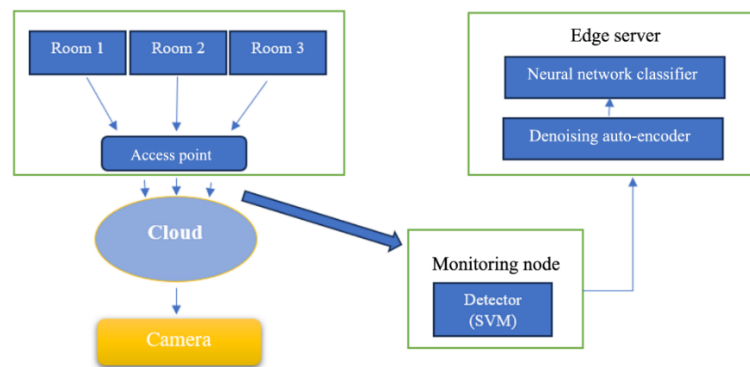 Room 1
Room 2
Room 3
Access point
Cloud
Camera
Monitoring node
Detector
(SVM)
Edge server
Neural network classifier
Denoising auto-encoder